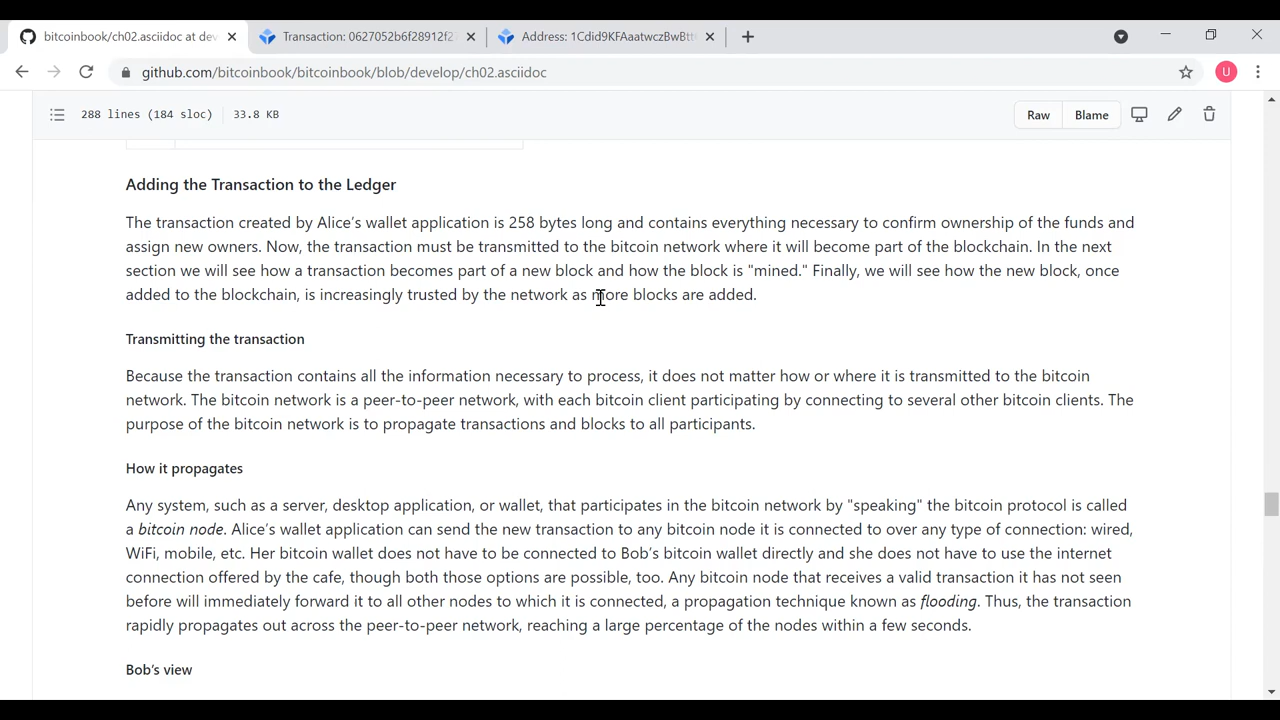 bitcoinbook/ch02.asciidoc at dev
Transaction: 0627052b6f28912f2
Address: 1Cdid9KFAaatwczBwBtt
github.com/bitcoinbook/bitcoinbook/blob/develop/ch02.asciidoc
U
288 lines (184 sloc)
33.8 KB
Raw
Blame
Adding the Transaction to the Ledger
The transaction created by Alice's wallet application is 258 bytes long and contains everything necessary to confirm ownership of the funds and
assign new owners. Now, the transaction must be transmitted to the bitcoin network where it will become part of the blockchain. In the next
section we will see how a transaction becomes part of a new block and how the block is "mined." Finally, we will see how the new block, once
added to the blockchain, is increasingly trusted by the network as more blocks are added.
Transmitting the transaction
Because the transaction contains all the information necessary to process, it does not matter how or where it is transmitted to the bitcoin
network. The bitcoin network is a peer-to-peer network, with each bitcoin client participating by connecting to several other bitcoin clients. The
purpose of the bitcoin network is to propagate transactions and blocks to all participants.
How it propagates
Any system, such as a server, desktop application, or wallet, that participates in the bitcoin network by "speaking" the bitcoin protocol is called
a bitcoin node. Alice's wallet application can send the new transaction to any bitcoin node it is connected to over any type of connection: wired,
WiFi, mobile, etc. Her bitcoin wallet does not have to be connected to Bob's bitcoin wallet directly and she does not have to use the internet
connection offered by the cafe, though both those options are possible, too. Any bitcoin node that receives a valid transaction it has not seen
before will immediately forward it to all other nodes to which it is connected, a propagation technique known as flooding. Thus, the transaction
rapidly propagates out across the peer-to-peer network, reaching a large percentage of the nodes within a few seconds.
Bob's view